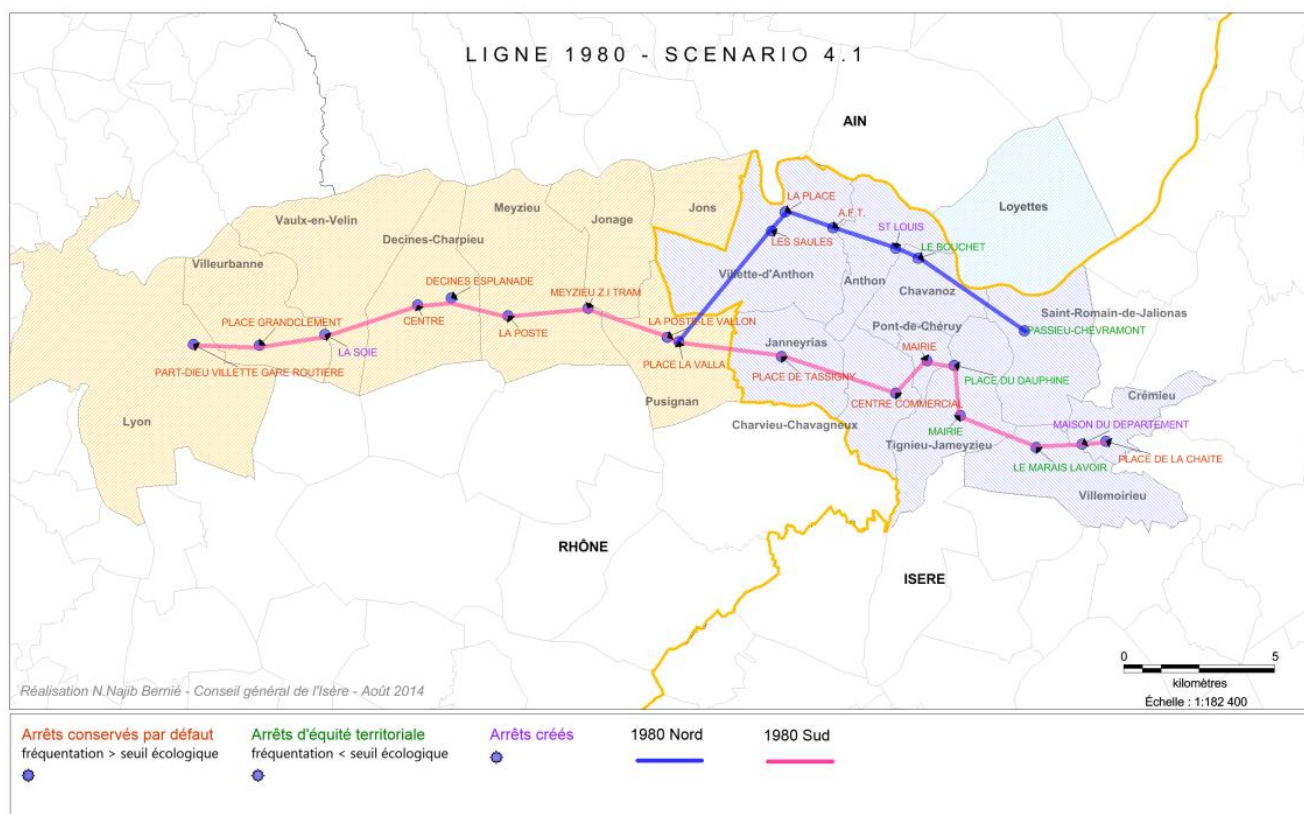 LIGNE 1980 - SCENARIO 4.1
AIN
LA PLACE
Meyzieu
Jonage
Jons
Loyettes
A.F.T.
Vaulx-en-Velin
ST LOUIS
LES SAULES
LE BOUCHET
Decines-Charpieu
Villeurbanne
Villette-d'Anthon
Anthon
Chavanoz
DECINES ESPLANADE
MEYZIEU Z.I TRAM
Saint-Romain-de-Jalionas
PLACE GRANDCLEMENT
CENTRE
LA POSTE
LA POSTE-LE VALLON
Pont-de-Chéruy
PASSIEU-CHEVRAMONT
LA SOIE
Janneyrias
MAIRIE
PLACE LA VALLA
PART-DIEU VILLETTE GARE ROUTIERE
PLACE DE TASSIGNY
PLACE DU DAUPHINE
Pusignan
CENTRE COMMERCIAL
Crémieu
Lyon
Charvieu-Chavagneux
MAIRIE
MAISON DU DEPARTEMENT
Tignieu-Jameyzieu
PLACE DE LA CHAITE
LE MARAIS LAVOIR
Villemoirieu
RHÔNE
ISERE
0 5
kilomètres
Échelle : 1:182 400
Réalisation N.Najib Bernié - Conseil général de l'Isére - Août 2014
Arrêts conservés par défaut
fréquentation > seuil écologique
Arrêts d'équité territoriale
fréquentation < seuil écologique
Arrêts créés
1980 Nord
1980 Sud